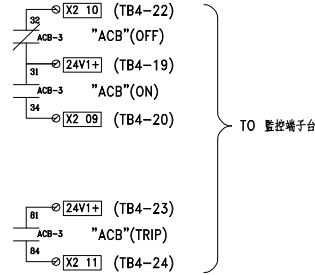 32 X2 10 (TB4-22)
ACB-3 "ACB"(OFF)
31 24V1+ (TB4-19)
ACB-3 "ACB"(ON)
34 X2 09 (TB4-20)
TO 監控端子台
81 24V1+ (TB4-23)
ACB-3 "ACB"(TRIP)
84 X2 11 (TB4-24)